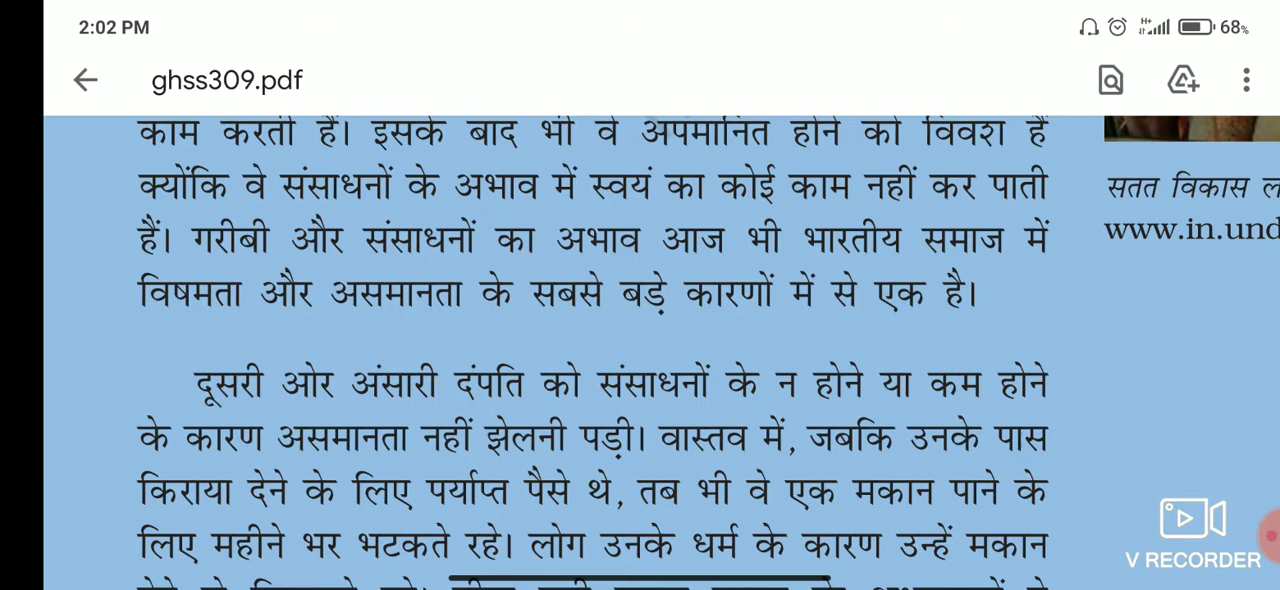 2:02 PM
H+
68%
ghss309.pdf
काम करती हैं। इसके बाद भी वे अपमानित होने को विवश हैं
क्योंकि वे संसाधनों के अभाव में स्वयं का कोई काम नहीं कर पाती
हैं। गरीबी और संसाधनों का अभाव आज भी भारतीय समाज में
विषमता और असमानता के सबसे बड़े कारणों में से एक है।
सतत विकास ल
www.in.und
दूसरी ओर अंसारी दंपति को संसाधनों के न होने या कम होने
के कारण असमानता नहीं झेलनी पड़ी। वास्तव में, जबकि उनके पास
किराया देने के लिए पर्याप्त पैसे थे, तब भी वे एक मकान पाने के
लिए महीने भर भटकते रहे। लोग उनके धर्म के कारण उन्हें मकान
V RECORDER